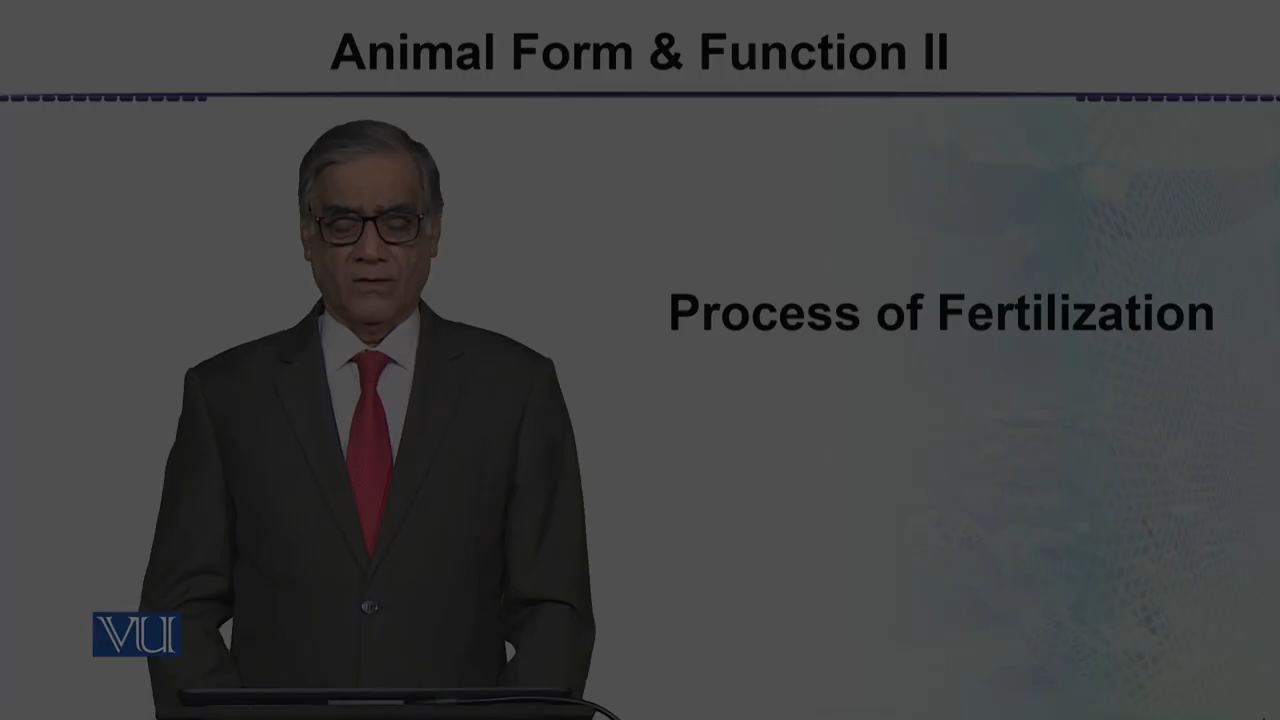 Animal Form & Function II
Process of Fertilization
VU